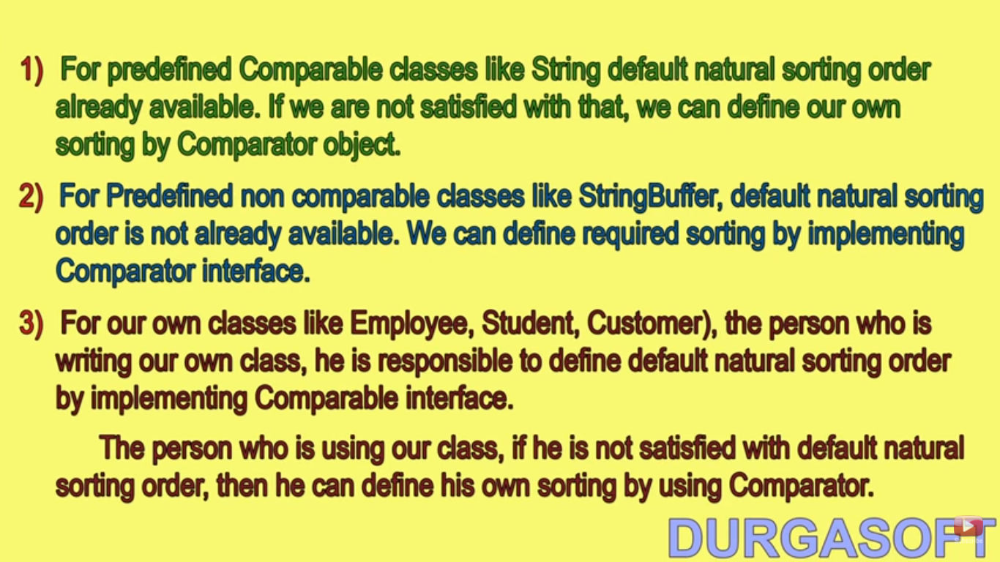 1) For predefined Comparable classes like String default natural sorting order
already available. If we are not satisfied with that, we can define our own
sorting by Comparator object.
2) For Predefined non comparable classes like StringBuffer, default natural sorting
order is not already available. We can define required sorting by implementing
Comparator interface.
3) For our own classes like Employee, Student, Customer), the person who is
writing our own class, he is responsible to define default natural sorting order
by implementing Comparable interface.
The person who is using our class, if he is not satisfied with default natural
sorting order, then he can define his own sorting by using Comparator.
DURGASOFT